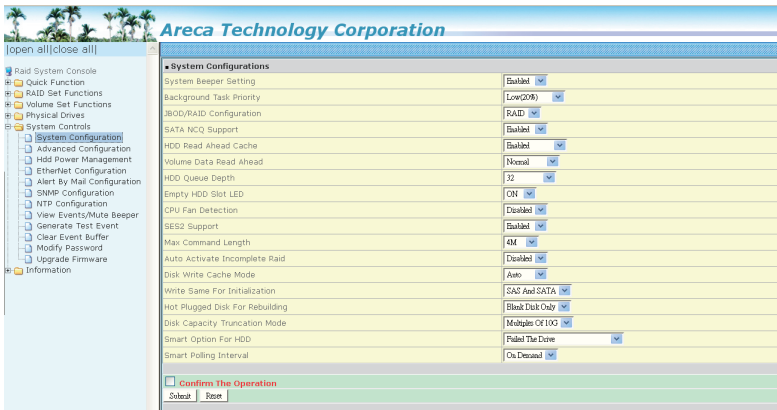 Areca Technology Corporation
|open all|close all|
Raid System Console
Quick Function
RAID Set Functions
Volume Set Functions
Physical Drives
System Controls
System Configuration
Advanced Configuration
Hdd Power Management
EtherNet Configuration
Alert By Mail Configuration
SNMP Configuration
NTP Configuration
View Events/Mute Beeper
Generate Test Event
Clear Event Buffer
Modify Password
Upgrade Firmware
Information
System Configurations
System Beeper Setting Enabled
Background Task Priority Low(20%)
JBOD/RAID Configuration RAID
SATA NCQ Support Enabled
HDD Read Ahead Cache Enabled
Volume Data Read Ahead Normal
HDD Queue Depth 32
Empty HDD Slot LED ON
CPU Fan Detection Disabled
SES2 Support Enabled
Max Command Length 4M
Auto Activate Incomplete Raid Disabled
Disk Write Cache Mode Auto
Write Same For Initialization SAS And SATA
Hot Plugged Disk For Rebuilding Blank Disk Only
Disk Capacity Truncation Mode Multiples Of 10G
Smart Option For HDD Failed The Drive
Smart Polling Interval On Demand
Confirm The Operation
Submit Reset